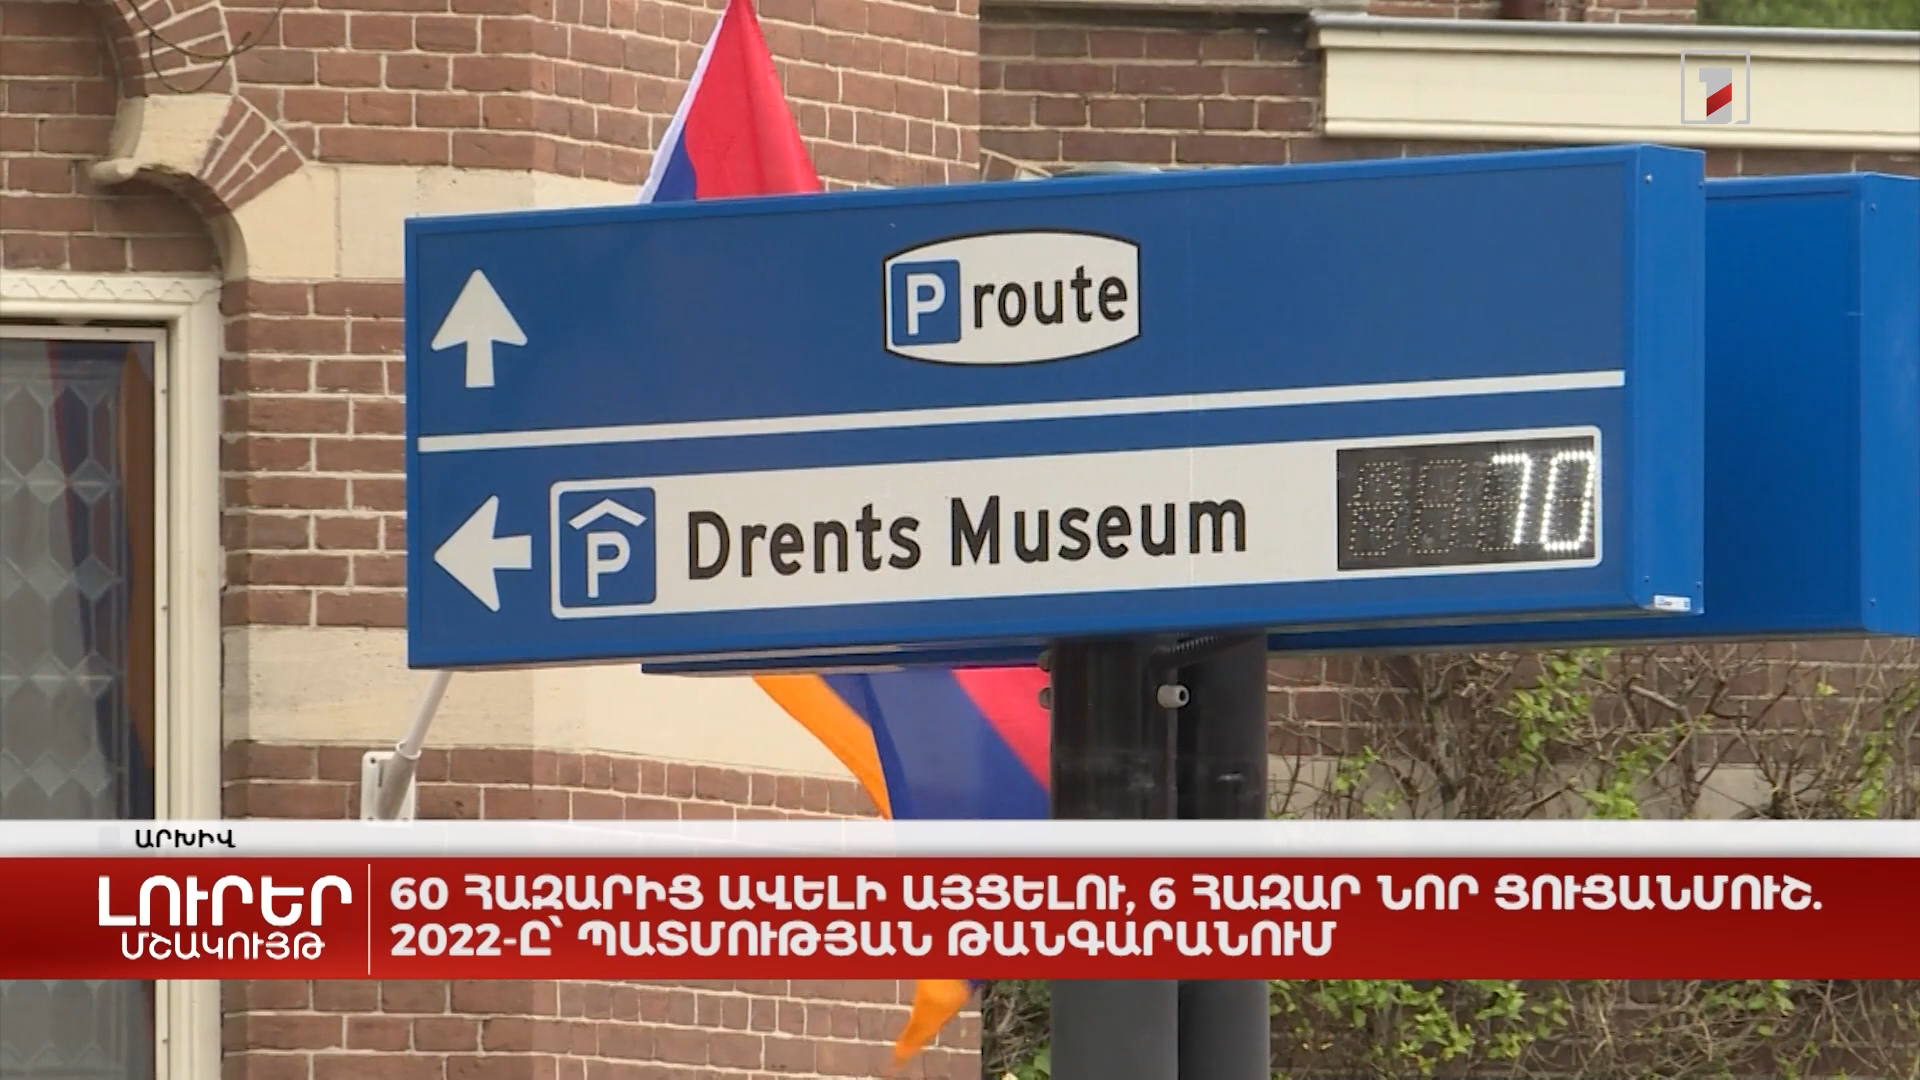 P route
P Drents Museum 70
ԱՐԽԻՎ
ԼՈՒՐԵՐ
ՄՇԱԿՈՒՅԹ
60 ՀԱԶԱՐԻՑ ԱՎԵԼԻ ԱՅՑԵԼՈՒ, 6 ՀԱԶԱՐ ՆՈՐ ՑՈՒՑԱՆՄՈՒՇ.
2022-Ը՝ ՊԱՏՄՈՒԹՅԱՆ ԹԱՆԳԱՐԱՆՈՒՄ